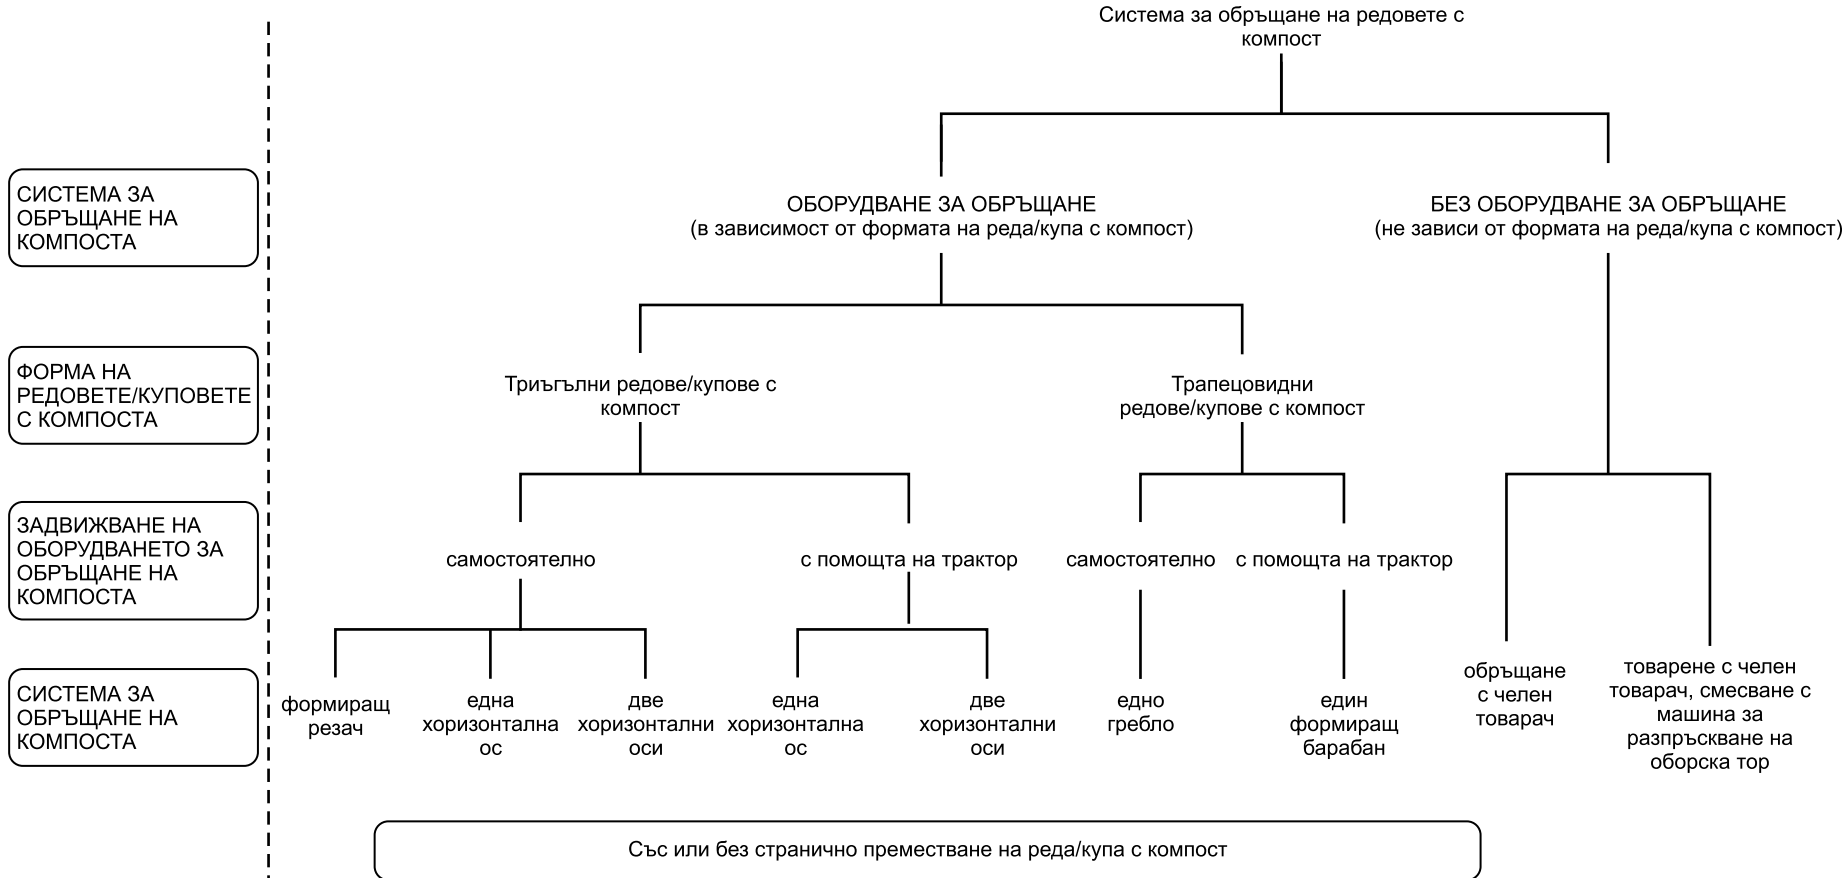 Система за обръщане на редовете с
компост
СИСТЕМА ЗА
ОБРЪЩАНЕ НА
КОМПОСТА
ОБОРУДВАНЕ ЗА ОБРЪЩАНЕ
(в зависимост от формата на реда/купа с компост)
БЕЗ ОБОРУДВАНЕ ЗА ОБРЪЩАНЕ
(не зависи от формата на реда/купа с компост)
ФОРМА НА
РЕДОВЕТЕ/КУПОВЕТЕ
С КОМПОСТА
Триъгълни редове/купове с
компост
Трапецовидни
редове/купове с компост
ЗАДВИЖВАНЕ НА
ОБОРУДВАНЕТО ЗА
ОБРЪЩАНЕ НА
КОМПОСТА
самостоятелно
с помощта на трактор
самостоятелно
с помощта на трактор
СИСТЕМА ЗА
ОБРЪЩАНЕ НА
КОМПОСТА
формиращ
резач
една
хоризонтална
ос
две
хоризонтални
оси
една
хоризонтална
ос
две
хоризонтални
оси
едно
гребло
един
формиращ
барабан
обръщане
с челен
товарач
товарене с челен
товарач, смесване с
машина за
разпръскване на
оборска тор
Със или без странично преместване на реда/купа с компост